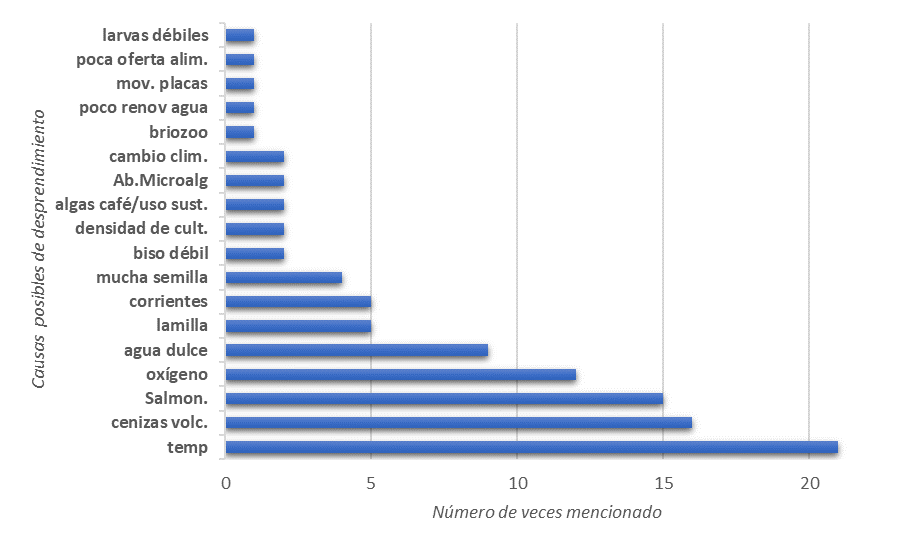 larvas débiles
poca oferta alim.
mov. placas
poco renov agua
briozoo
cambio clim.
Ab.Microalg
algas café/uso sust.
densidad de cult.
biso débil
mucha semilla
corrientes
lamilla
agua dulce
oxígeno
Salmon.
cenizas volc.
temp
Causas posibles de desprendimiento
0 5 10 15 20
Número de veces mencionado